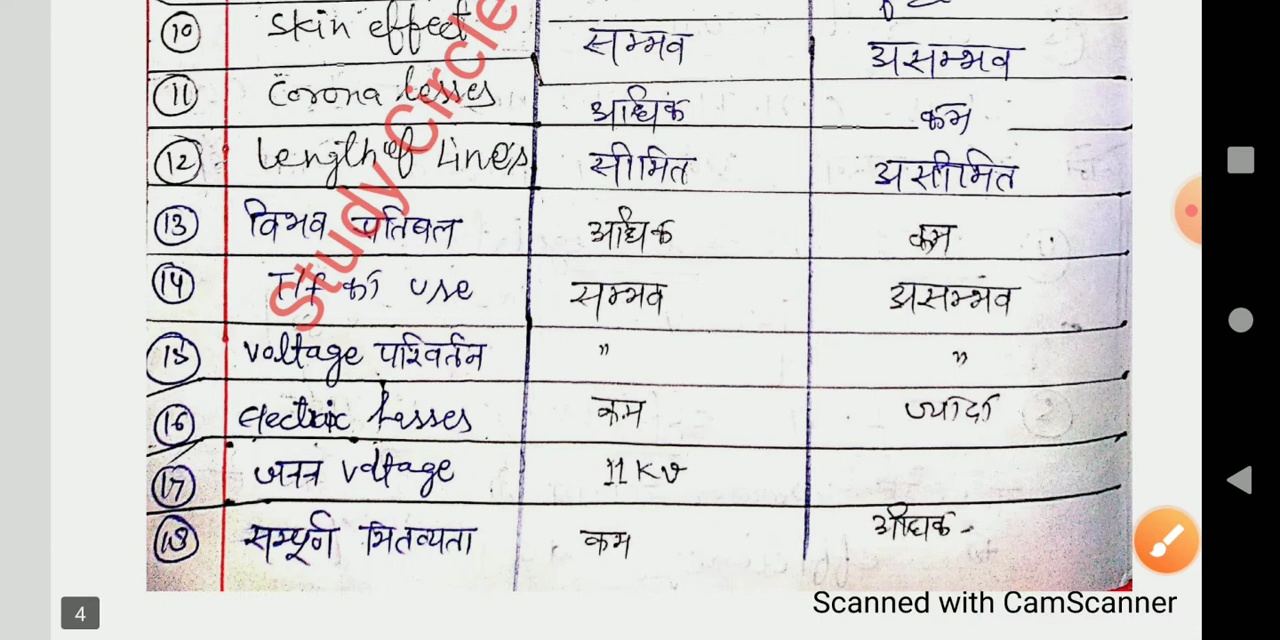 10 Skin effect सम्भव असम्भव
11 Corona losses अधिक कम
12 Length of Lines सीमित असीमित
13 विभव प्रतिबल अधिक कम
14 T/f का use सम्भव असम्भव
15 Voltage परिवर्तन " "
16 Electric losses कम ज्यादा
17 जनन Voltage 11 KV
18 सम्पूर्ण मितव्यता कम अधिक
Study Circle
4
Scanned with CamScanner